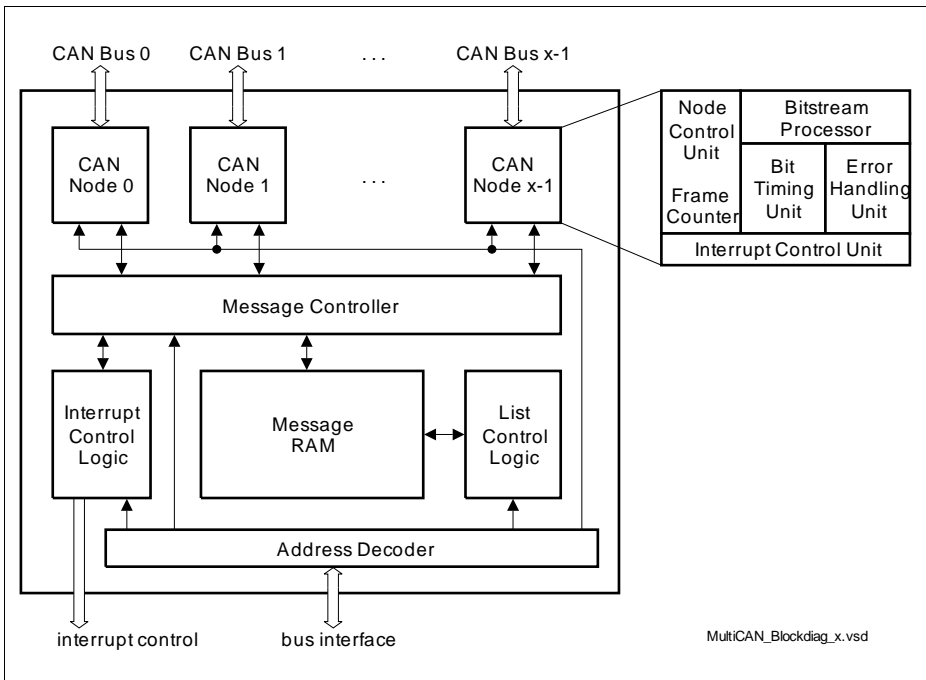 CAN Bus 0
CAN Bus 1
. . .
CAN Bus x-1
CAN
Node 0
CAN
Node 1
. . .
CAN
Node x-1
Node
Control
Unit
Frame
Counter
Bitstream
Processor
Bit
Timing
Unit
Error
Handling
Unit
Interrupt Control Unit
Message Controller
Interrupt
Control
Logic
Message
RAM
List
Control
Logic
Address Decoder
interrupt control
bus interface
MultiCAN_Blockdiag_x.vsd